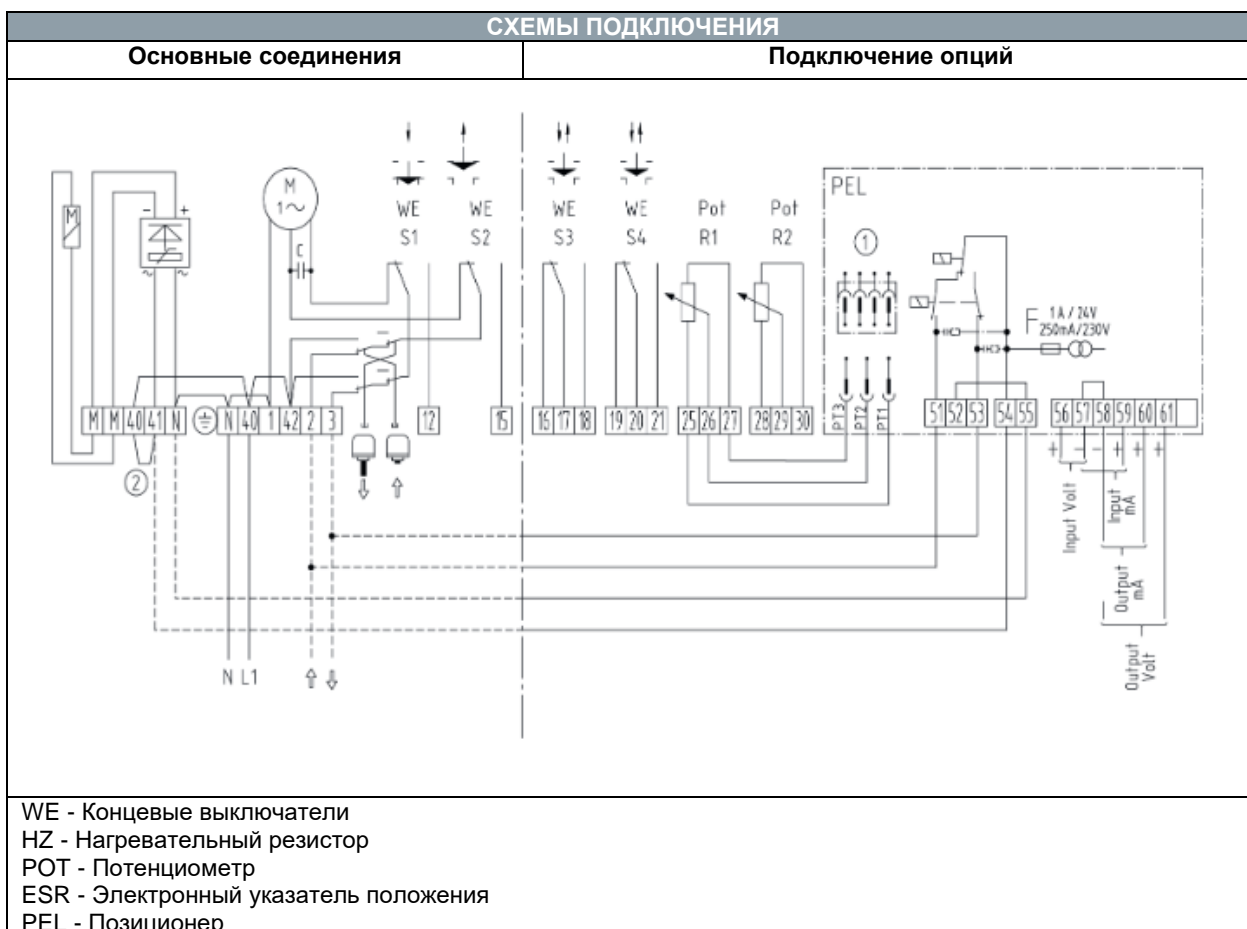 СХЕМЫ ПОДКЛЮЧЕНИЯ
Основные соединения
Подключение опций
M
1~
C
WE
S1
WE
S2
WE
S3
WE
S4
Pot
R1
Pot
R2
PEL
1
F 1A / 24V
250mA/230V
M
- +
~ ~
M M 40 41 N
N 40 1 42 2 3
12
15
16 17 18
19 20 21
25 26 27
28 29 30
PT3
PT2
PT1
51 52 53
54 55
56 57 58 59 60 61
2
+ - - + + +
Input Volt
Input mA
Output mA
Output Volt
N L1
WE - Концевые выключатели
HZ - Нагревательный резистор
POT - Потенциометр
ESR - Электронный указатель положения
PEL - Позиционер